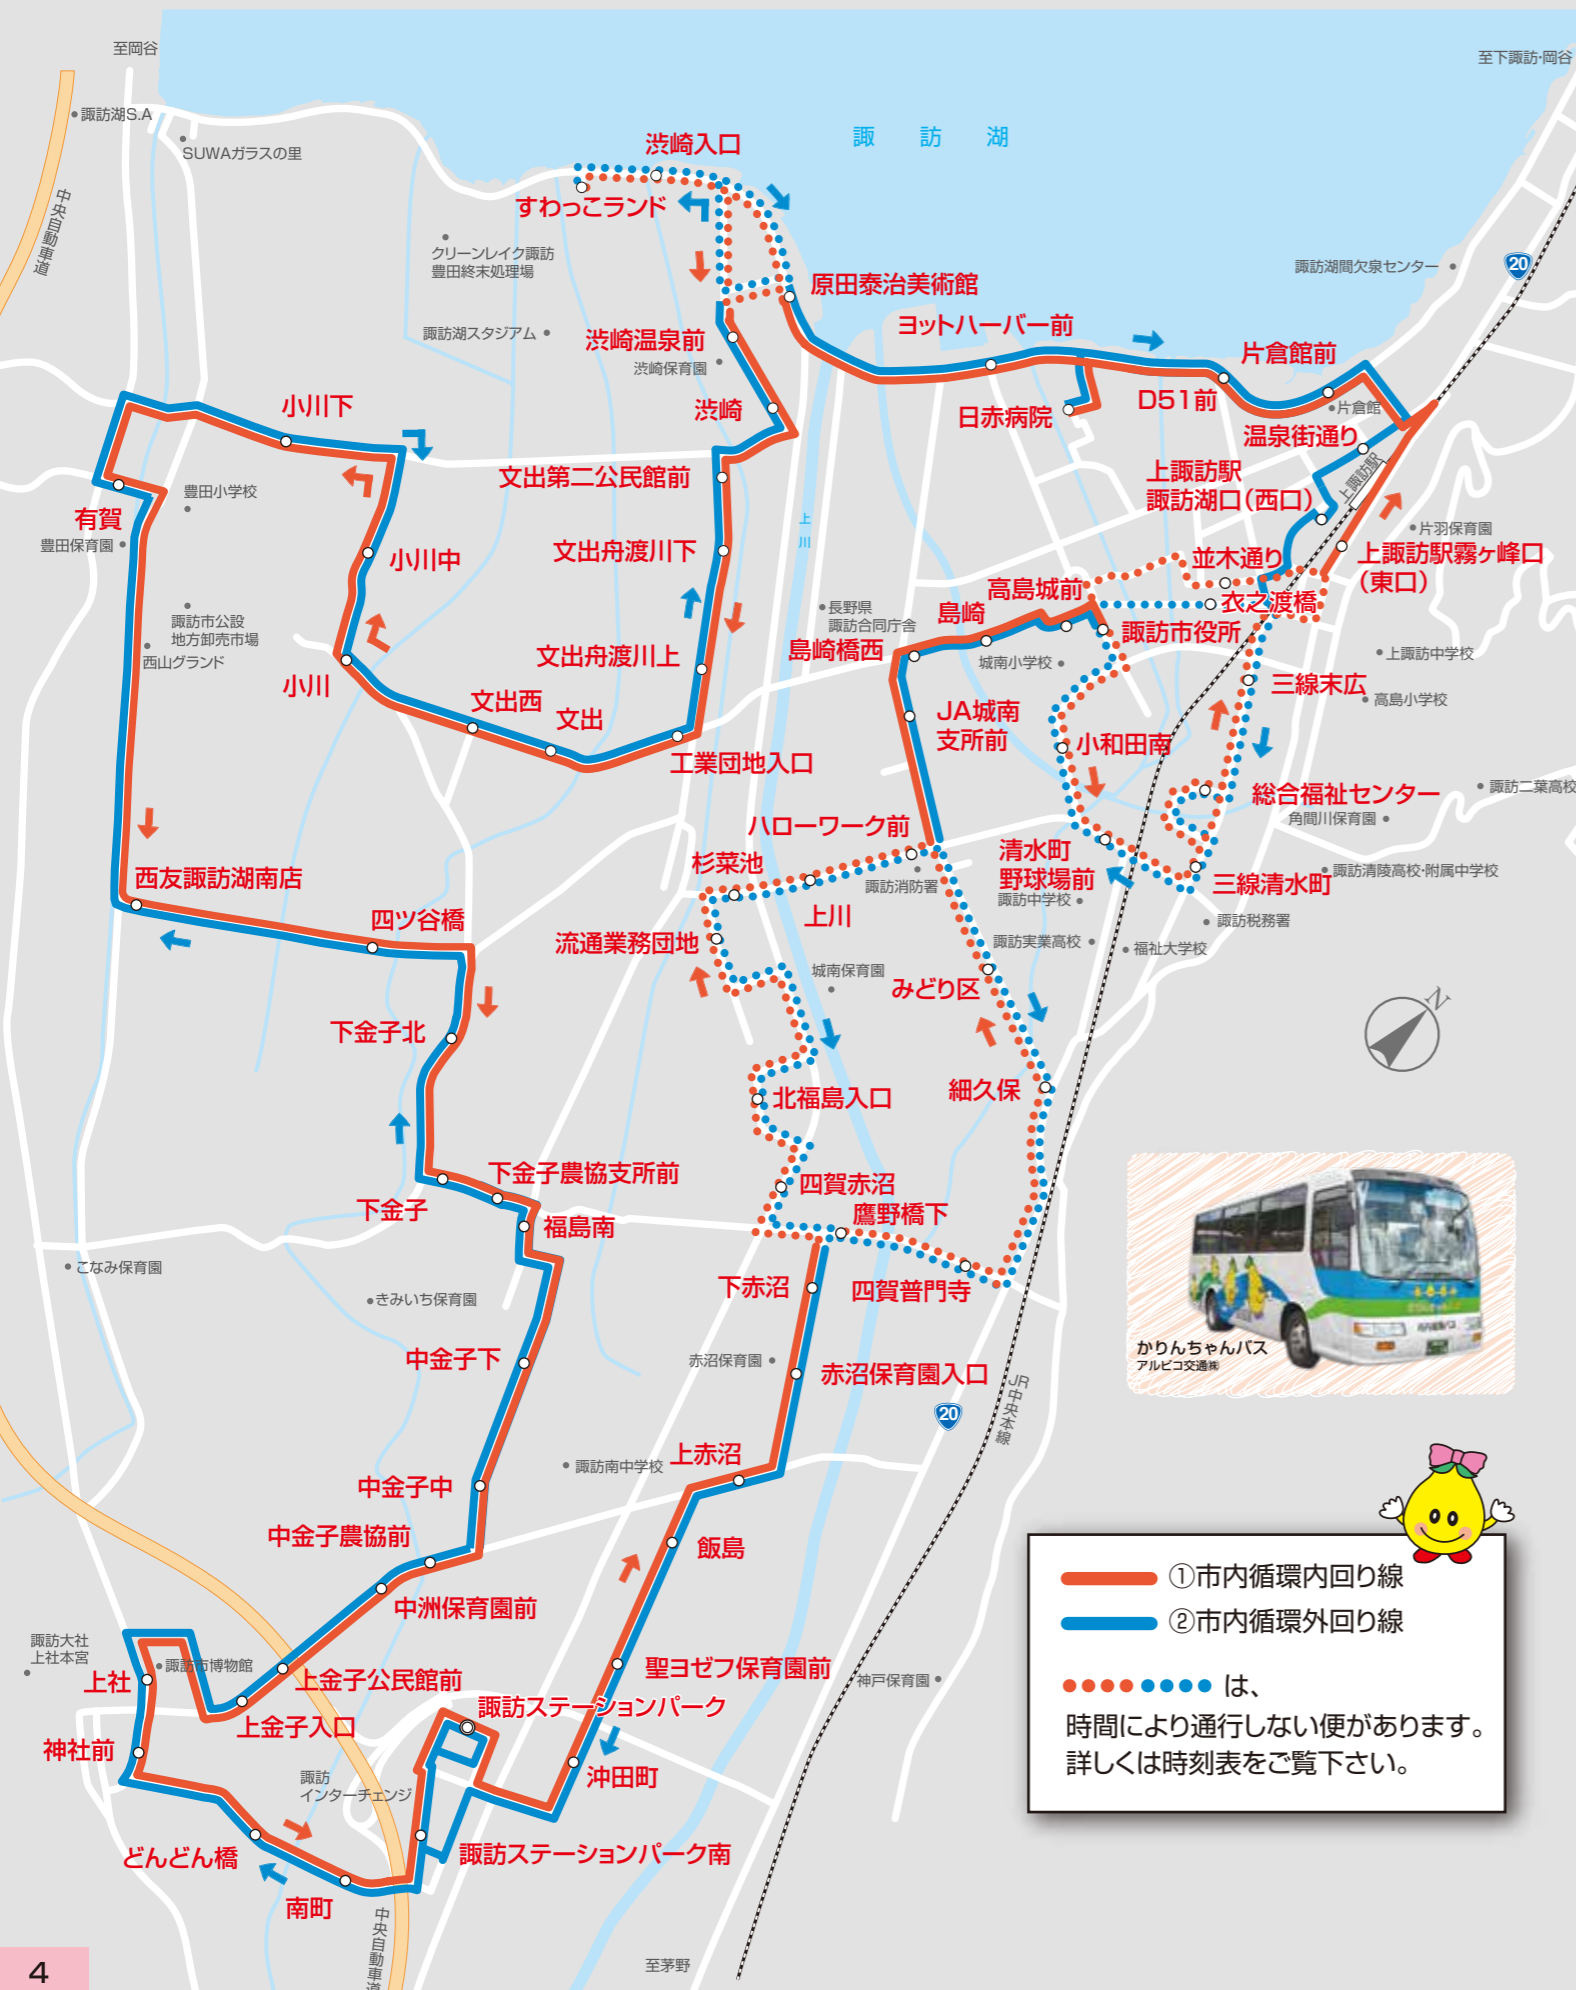 至岡谷
至下諏訪・岡谷
諏訪湖S.A
SUWAガラスの里
中央自動車道
諏訪湖
渋崎入口
すわっこランド
クリーンレイク諏訪
豊田終末処理場
諏訪湖間欠泉センター
20
原田泰治美術館
諏訪湖スタジアム
渋崎温泉前
渋崎保育園
ヨットハーバー前
片倉館前
D51前
片倉館
日赤病院
渋崎
小川下
温泉街通り
文出第二公民館前
上諏訪駅
諏訪湖口（西口）
上諏訪駅
豊田小学校
有賀
豊田保育園
上川
片羽保育園
小川中
文出舟渡川下
並木通り
上諏訪駅霧ヶ峰口
（東口）
高島城前
衣之渡橋
長野県
諏訪合同庁舎
島崎
諏訪市役所
諏訪市公設
地方卸売市場
西山グランド
文出舟渡川上
島崎橋西
城南小学校
上諏訪中学校
小川
三線末広
高島小学校
文出西
文出
JA城南
支所前
小和田南
工業団地入口
総合福祉センター
諏訪二葉高校
角間川保育園
ハローワーク前
清水町
野球場前
杉菜池
諏訪消防署
三線清水町
諏訪清陵高校・附属中学校
西友諏訪湖南店
諏訪中学校
四ツ谷橋
上川
諏訪税務署
流通業務団地
諏訪実業高校
福祉大学校
城南保育園
みどり区
N
下金子北
北福島入口
細久保
下金子農協支所前
四賀赤沼
下金子
福島南
鷹野橋下
こなみ保育園
下赤沼
四賀普門寺
きみいち保育園
かりんちゃんバス
アルピコ交通㈱
中金子下
赤沼保育園
赤沼保育園入口
JR中央本線
20
諏訪南中学校
上赤沼
中金子中
中金子農協前
飯島
①市内循環内回り線
②市内循環外回り線
は、
時間により通行しない便があります。
詳しくは時刻表をご覧下さい。
中洲保育園前
諏訪大社
上社本宮
諏訪市博物館
上社
上金子公民館前
聖ヨゼフ保育園前
神戸保育園
諏訪ステーションパーク
上金子入口
神社前
諏訪
インターチェンジ
沖田町
どんどん橋
諏訪ステーションパーク南
南町
中央自動車道
至茅野
4